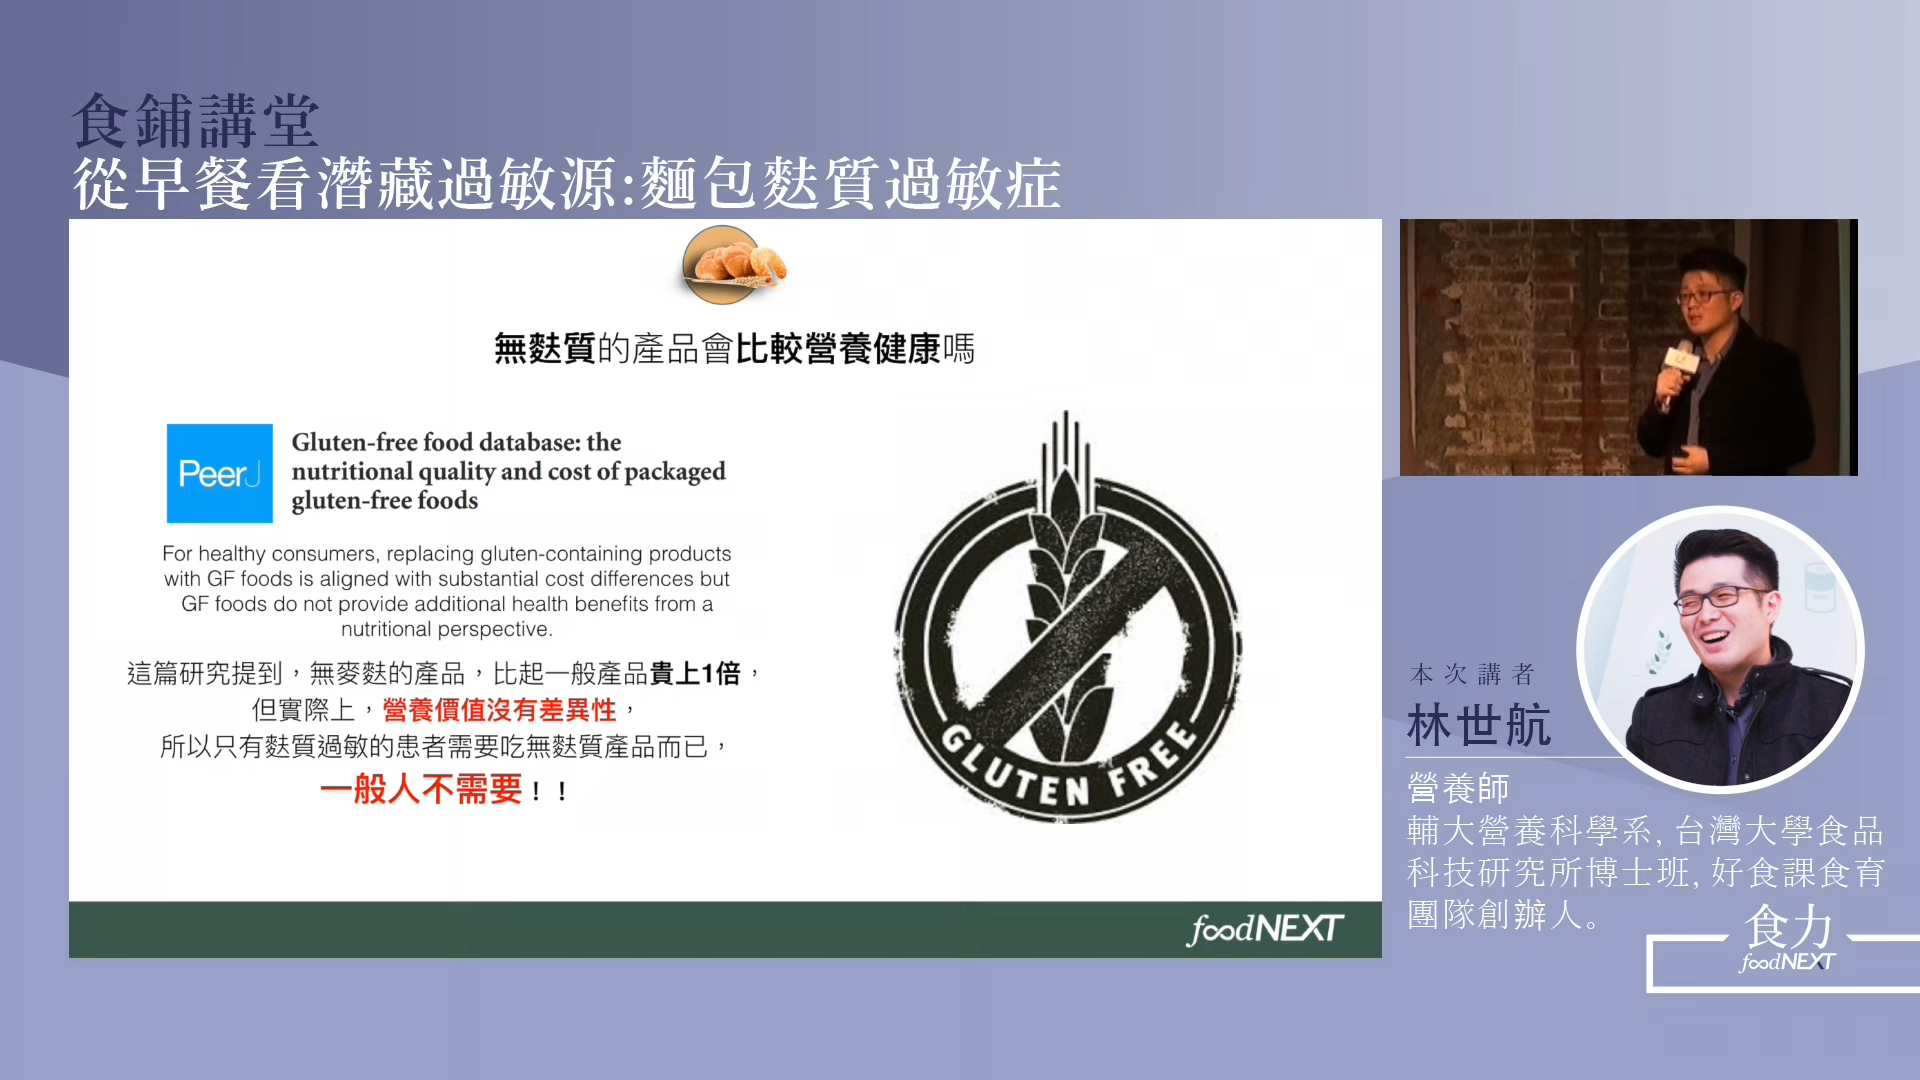 食鋪講堂
從早餐看潛藏過敏源:麵包麩質過敏症
無麩質的產品會比較營養健康嗎
PeerJ
Gluten-free food database: the
nutritional quality and cost of packaged
gluten-free foods
For healthy consumers, replacing gluten-containing products
with GF foods is aligned with substantial cost differences but
GF foods do not provide additional health benefits from a
nutritional perspective.
這篇研究提到，無麥麩的產品，比起一般產品貴上1倍，
但實際上，營養價值沒有差異性，
所以只有麩質過敏的患者需要吃無麩質產品而已，
一般人不需要！！
GLUTEN FREE
foodNEXT
本次講者
林世航
營養師
輔大營養科學系, 台灣大學食品
科技研究所博士班, 好食課食育
團隊創辦人。
食力
foodNEXT